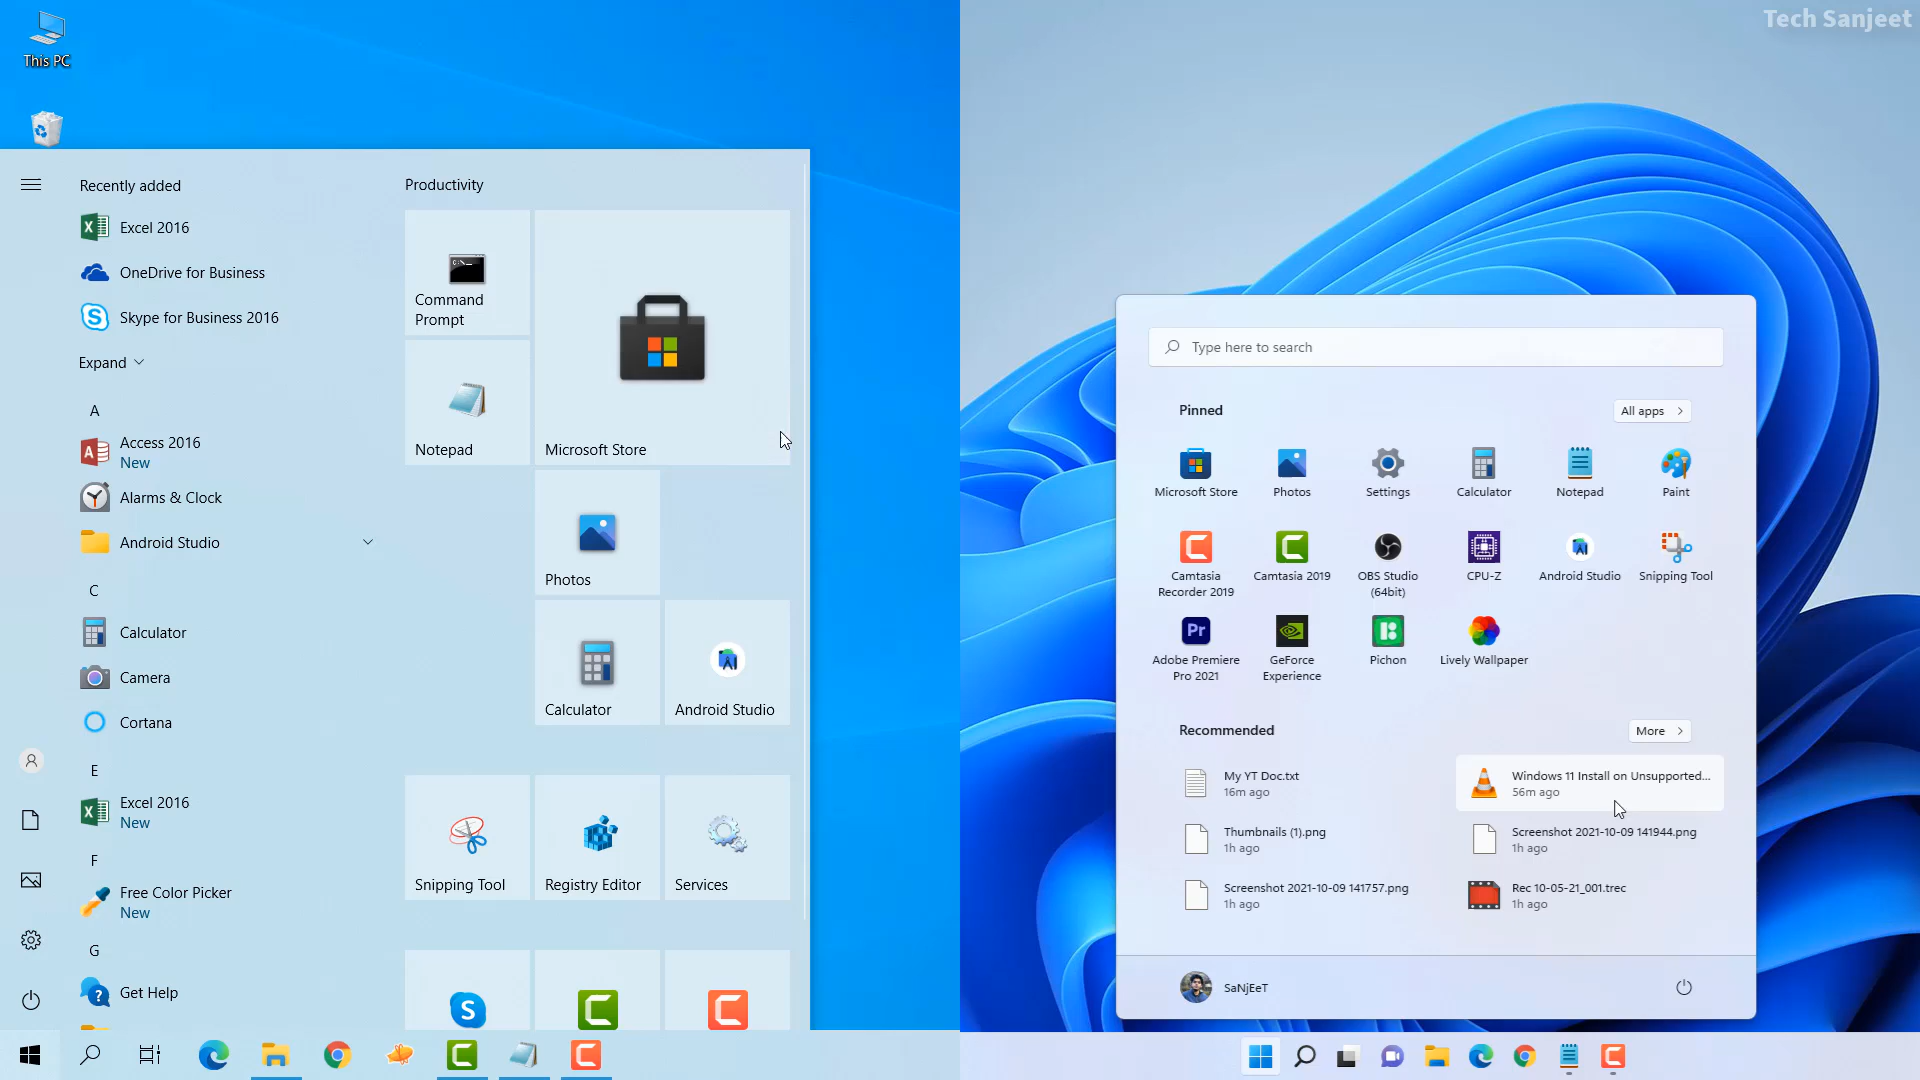 Tech Sanjeet
This PC
Recently added
Excel 2016
OneDrive for Business
Skype for Business 2016
Expand
A
Access 2016
New
Alarms & Clock
Android Studio
C
Calculator
Camera
Cortana
E
Excel 2016
New
F
Free Color Picker
New
G
Get Help
Productivity
Command
Prompt
Microsoft Store
Notepad
Photos
Calculator
Android Studio
Snipping Tool
Registry Editor
Services
Type here to search
Pinned
All apps
Microsoft Store
Photos
Settings
Calculator
Notepad
Paint
Camtasia
Recorder 2019
Camtasia 2019
OBS Studio
(64bit)
CPU-Z
Android Studio
Snipping Tool
Pr
Adobe Premiere
Pro 2021
GeForce
Experience
Pichon
Lively Wallpaper
Recommended
More
My YT Doc.txt
16m ago
Windows 11 Install on Unsupported...
56m ago
Thumbnails (1).png
1h ago
Screenshot 2021-10-09 141944.png
1h ago
Screenshot 2021-10-09 141757.png
1h ago
Rec 10-05-21_001.trec
1h ago
SaNjEeT